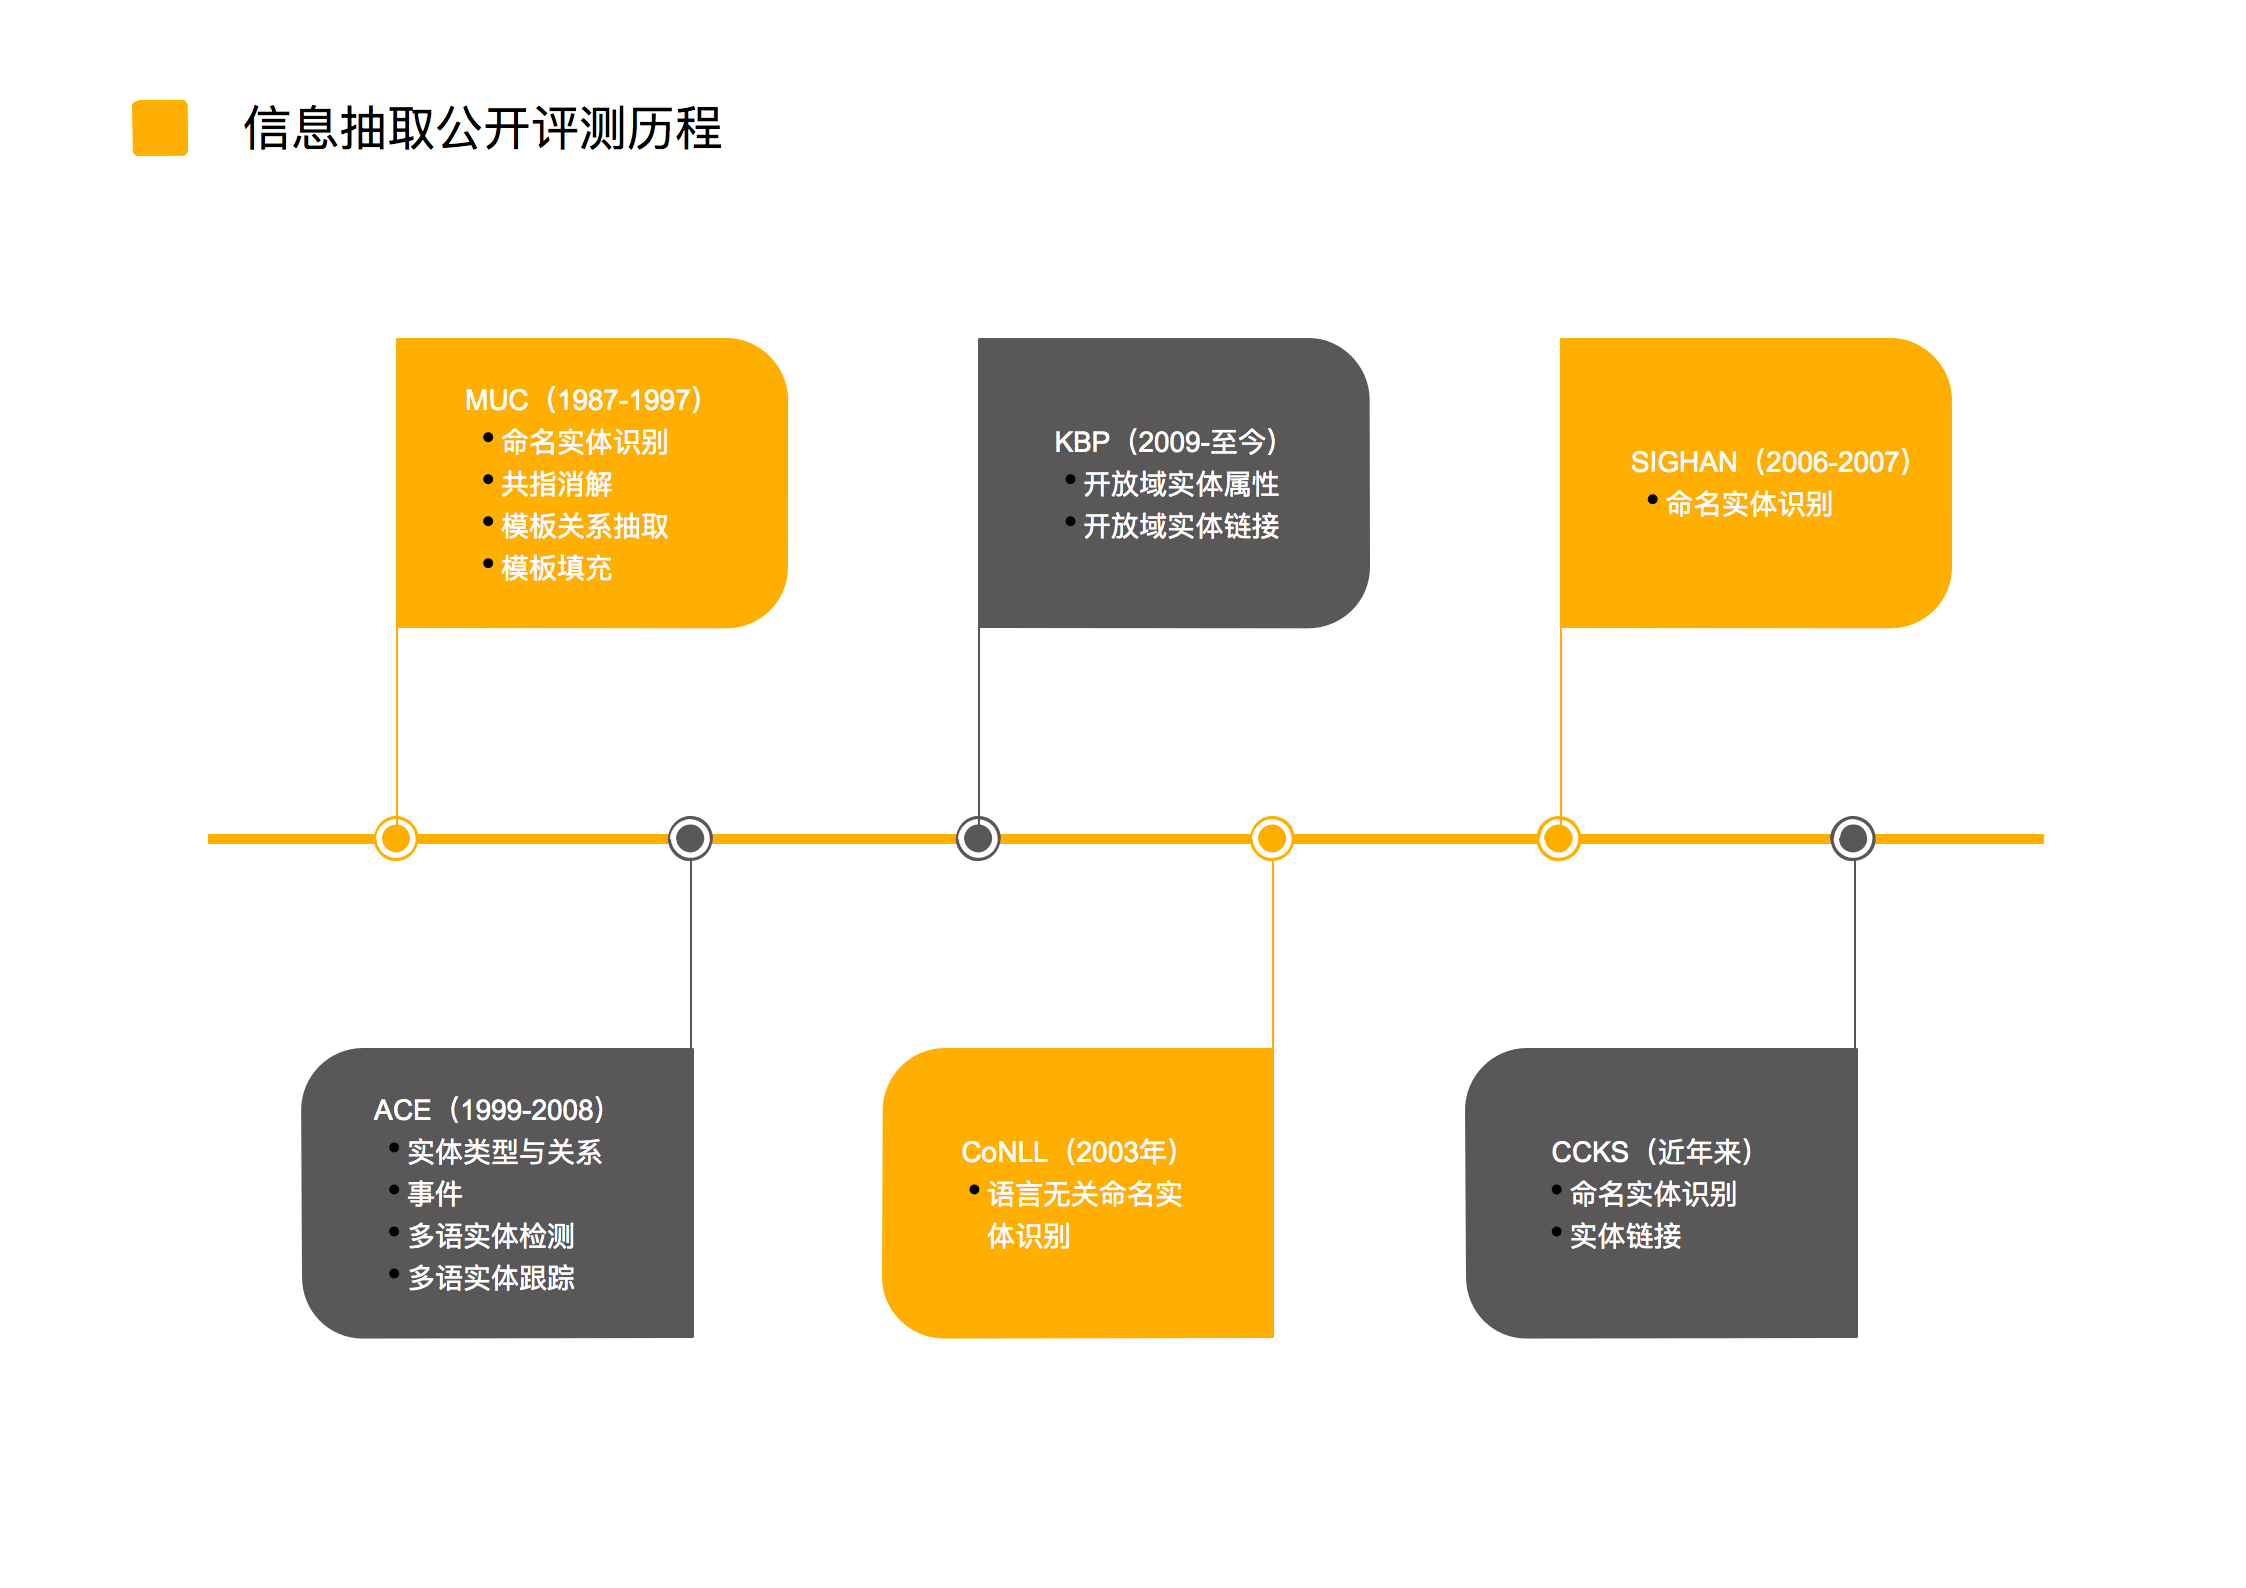 信息抽取公开评测历程
MUC（1987-1997）
• 命名实体识别
• 共指消解
• 模板关系抽取
• 模板填充
KBP（2009-至今）
• 开放域实体属性
• 开放域实体链接
SIGHAN（2006-2007）
• 命名实体识别
ACE（1999-2008）
• 实体类型与关系
• 事件
• 多语实体检测
• 多语实体跟踪
CoNLL（2003年）
• 语言无关命名实
体识别
CCKS（近年来）
• 命名实体识别
• 实体链接